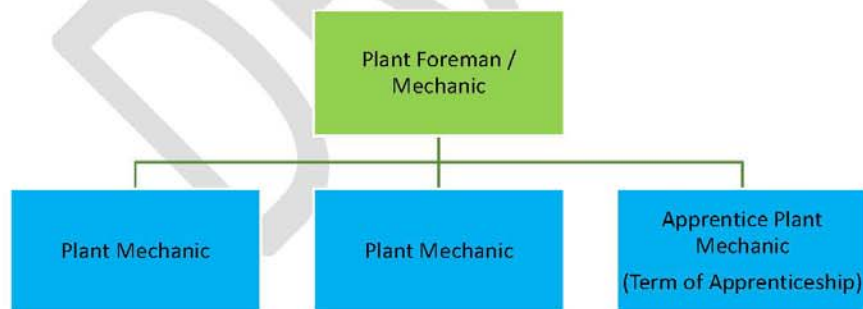 Plant Foreman /
Mechanic
Plant Mechanic
Plant Mechanic
Apprentice Plant
Mechanic
(Term of Apprenticeship)